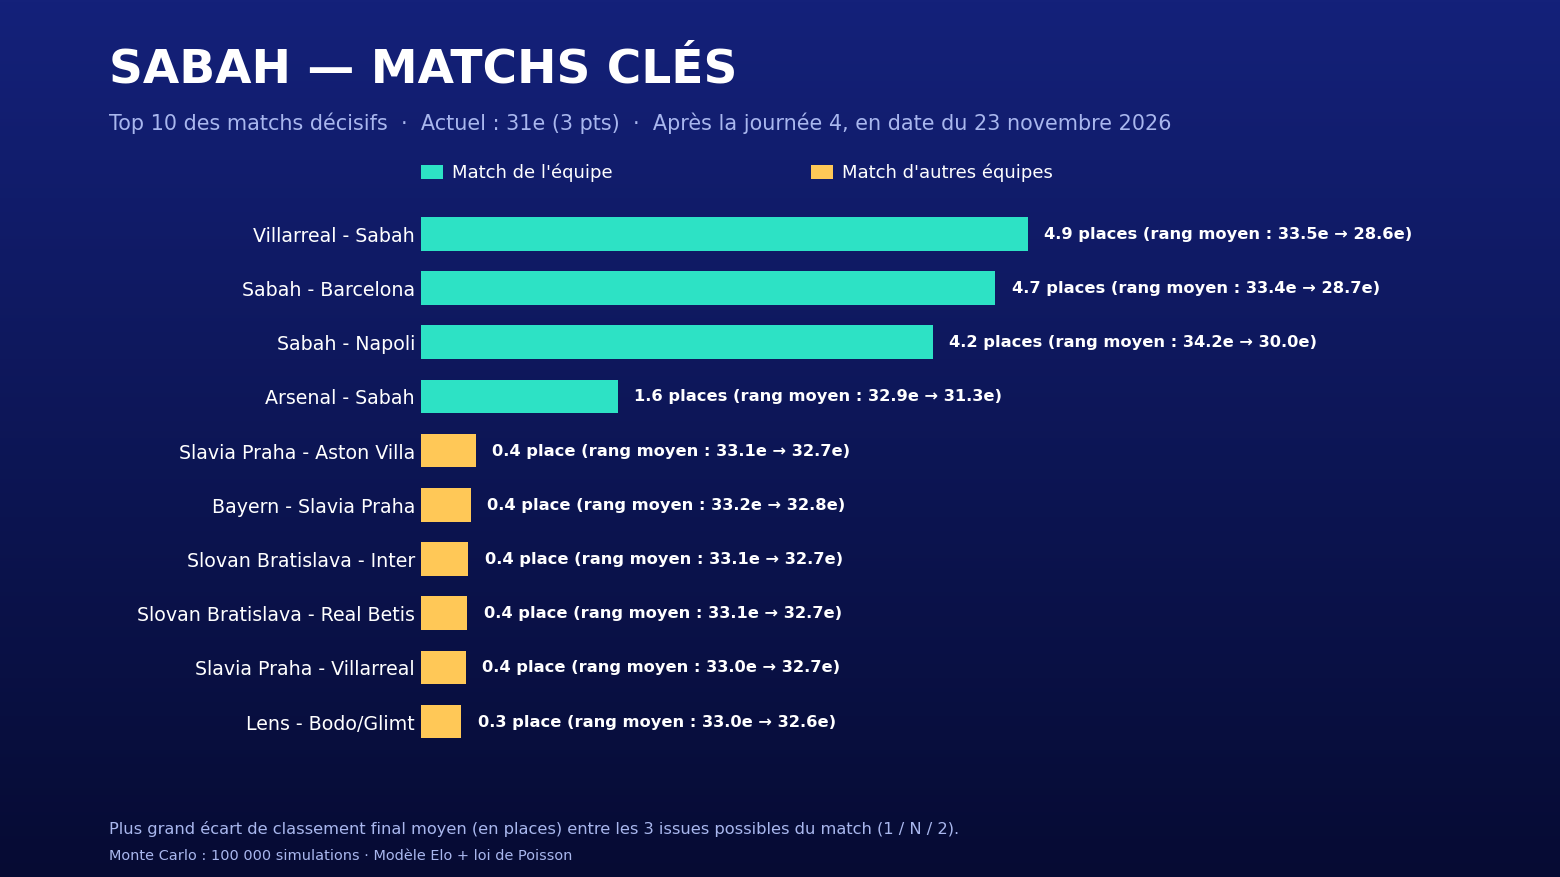 SABAH — MATCHS CLÉS
Top 10 des matchs décisifs · Actuel : 31e (3 pts) · Après la journée 4, en date du 23 novembre 2026
Match de l'équipe
Match d'autres équipes
Villarreal - Sabah 4.9 places (rang moyen : 33.5e → 28.6e)
Sabah - Barcelona 4.7 places (rang moyen : 33.4e → 28.7e)
Sabah - Napoli 4.2 places (rang moyen : 34.2e → 30.0e)
Arsenal - Sabah 1.6 places (rang moyen : 32.9e → 31.3e)
Slavia Praha - Aston Villa 0.4 place (rang moyen : 33.1e → 32.7e)
Bayern - Slavia Praha 0.4 place (rang moyen : 33.2e → 32.8e)
Slovan Bratislava - Inter 0.4 place (rang moyen : 33.1e → 32.7e)
Slovan Bratislava - Real Betis 0.4 place (rang moyen : 33.1e → 32.7e)
Slavia Praha - Villarreal 0.4 place (rang moyen : 33.0e → 32.7e)
Lens - Bodo/Glimt 0.3 place (rang moyen : 33.0e → 32.6e)
Plus grand écart de classement final moyen (en places) entre les 3 issues possibles du match (1 / N / 2).
Monte Carlo : 100 000 simulations · Modèle Elo + loi de Poisson